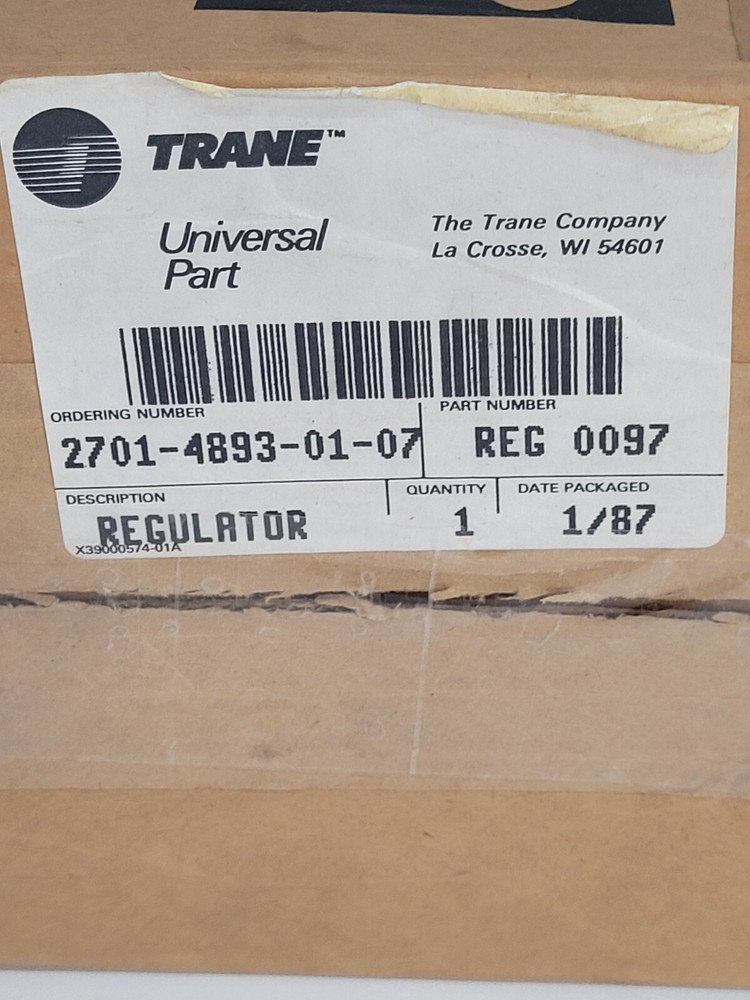 TRANE™
Universal
Part
The Trane Company
La Crosse, WI 54601
ORDERING NUMBER
2701-4893-01-07
PART NUMBER
REG 0097
DESCRIPTION
REGULATOR
QUANTITY
1
DATE PACKAGED
1/87
X39000574-01A